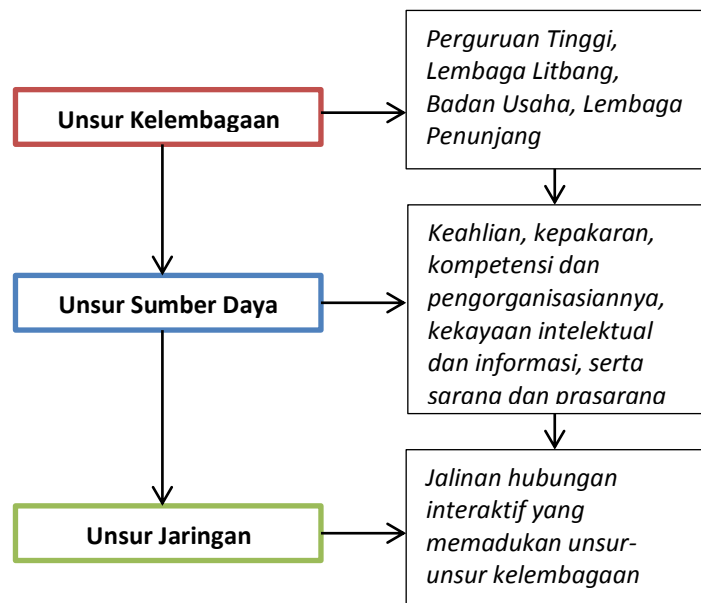 Unsur Kelembagaan
Perguruan Tinggi,
Lembaga Litbang,
Badan Usaha, Lembaga
Penunjang
Unsur Sumber Daya
Keahlian, kepakaran,
kompetensi dan
pengorganisasiannya,
kekayaan intelektual
dan informasi, serta
sarana dan prasarana
Unsur Jaringan
Jalinan hubungan
interaktif yang
memadukan unsur-
unsur kelembagaan